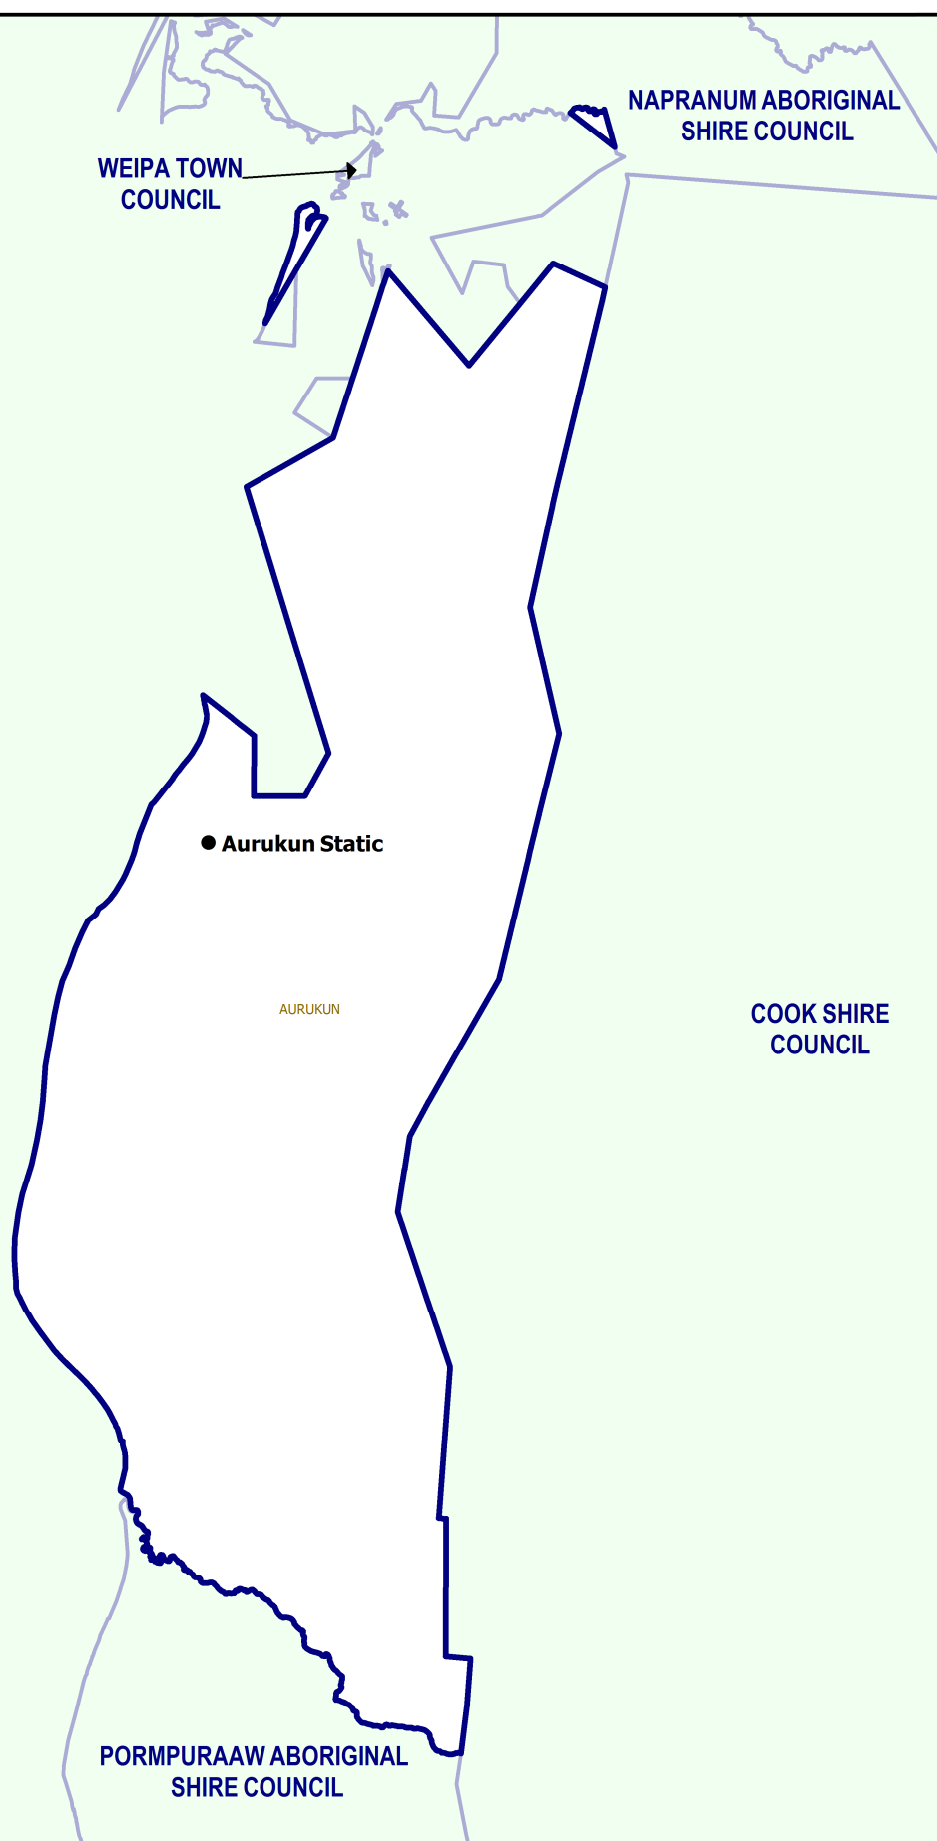 NAPRANUM ABORIGINAL
SHIRE COUNCIL
WEIPA TOWN
COUNCIL
Aurukun Static
AURUKUN
COOK SHIRE
COUNCIL
PORMPURAAW ABORIGINAL
SHIRE COUNCIL